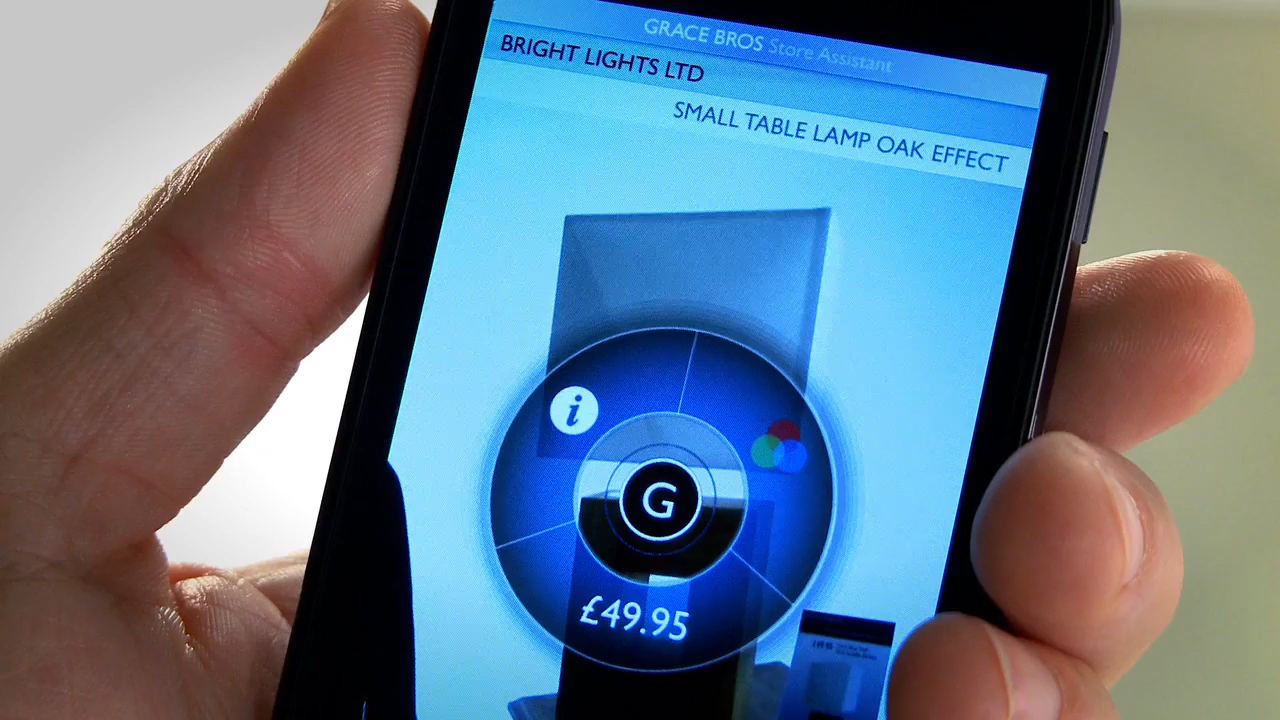 GRACE BROS Store Assistant
BRIGHT LIGHTS LTD
SMALL TABLE LAMP OAK EFFECT
i
G
£49.95